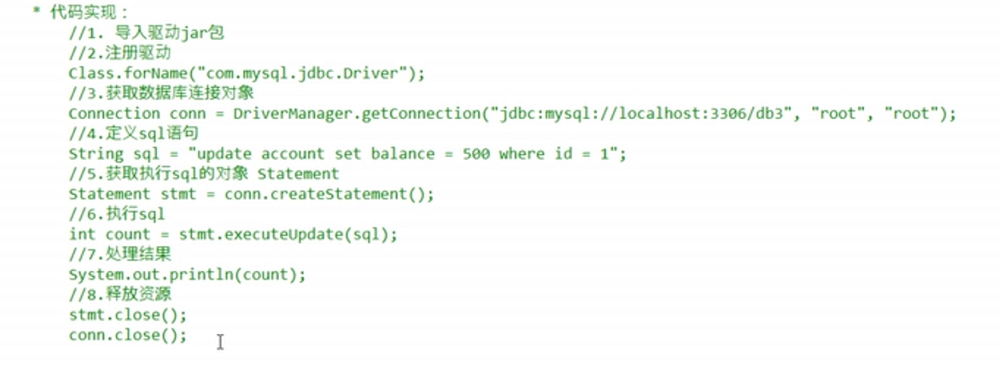 * 代码实现：
//1. 导入驱动jar包
//2.注册驱动
Class.forName("com.mysql.jdbc.Driver");
//3.获取数据库连接对象
Connection conn = DriverManager.getConnection("jdbc:mysql://localhost:3306/db3", "root", "root");
//4.定义sql语句
String sql = "update account set balance = 500 where id = 1";
//5.获取执行sql的对象 Statement
Statement stmt = conn.createStatement();
//6.执行sql
int count = stmt.executeUpdate(sql);
//7.处理结果
System.out.println(count);
//8.释放资源
stmt.close();
conn.close();